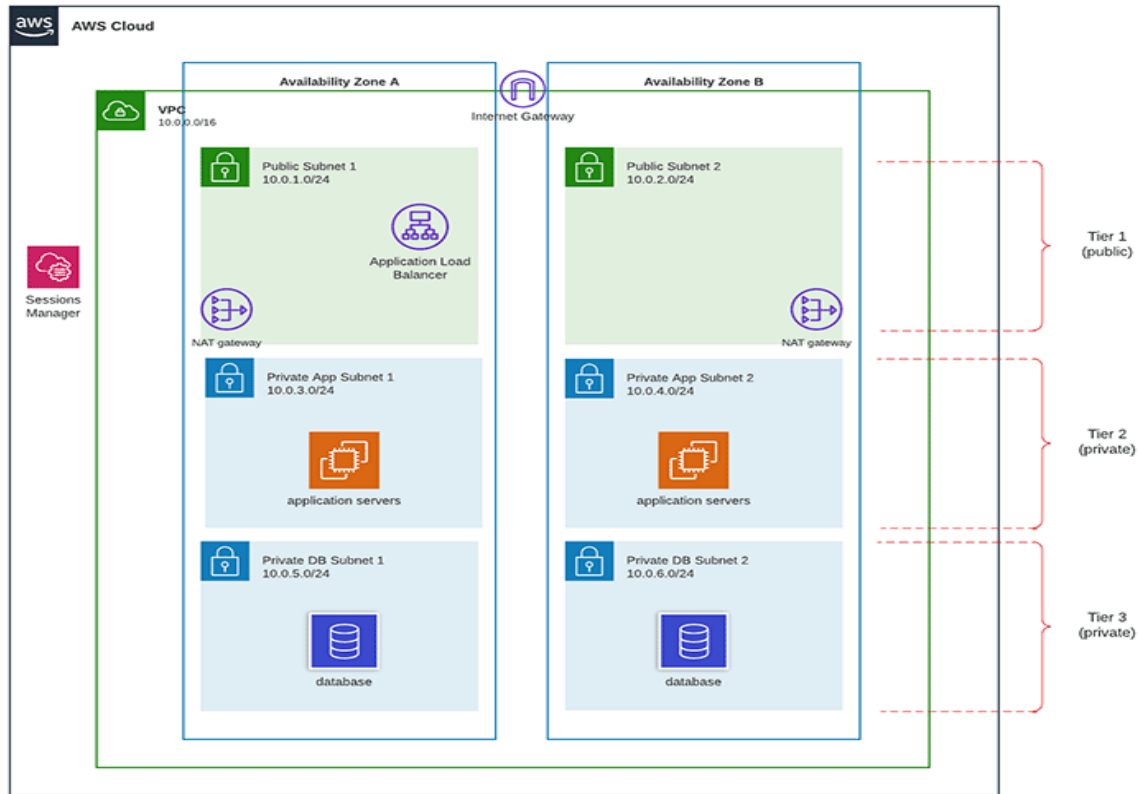 aws
AWS Cloud
Availability Zone A
Availability Zone B
VPC
10.0.0.0/16
Internet Gateway
Public Subnet 1
10.0.1.0/24
Public Subnet 2
10.0.2.0/24
Application Load
Balancer
Tier 1
(public)
Sessions
Manager
NAT gateway
NAT gateway
Private App Subnet 1
10.0.3.0/24
Private App Subnet 2
10.0.4.0/24
Tier 2
(private)
application servers
application servers
Private DB Subnet 1
10.0.5.0/24
Private DB Subnet 2
10.0.6.0/24
Tier 3
(private)
database
database